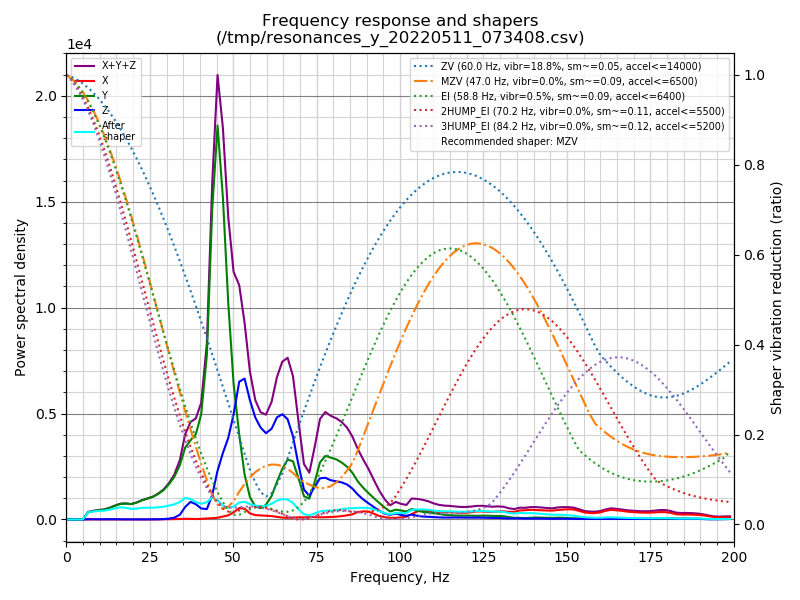 Frequency response and shapers
(/tmp/resonances_y_20220511_073408.csv)
1e4
X+Y+Z
X
Y
Z
After
shaper
ZV (60.0 Hz, vibr=18.8%, sm~=0.05, accel<=14000)
MZV (47.0 Hz, vibr=0.0%, sm~=0.09, accel<=6500)
EI (58.8 Hz, vibr=0.5%, sm~=0.09, accel<=6400)
2HUMP_EI (70.2 Hz, vibr=0.0%, sm~=0.11, accel<=5500)
3HUMP_EI (84.2 Hz, vibr=0.0%, sm~=0.12, accel<=5200)
Recommended shaper: MZV
Power spectral density
2.0
1.5
1.0
0.5
0.0
1.0
0.8
0.6
0.4
0.2
0.0
Shaper vibration reduction (ratio)
0 25 50 75 100 125 150 175 200
Frequency, Hz